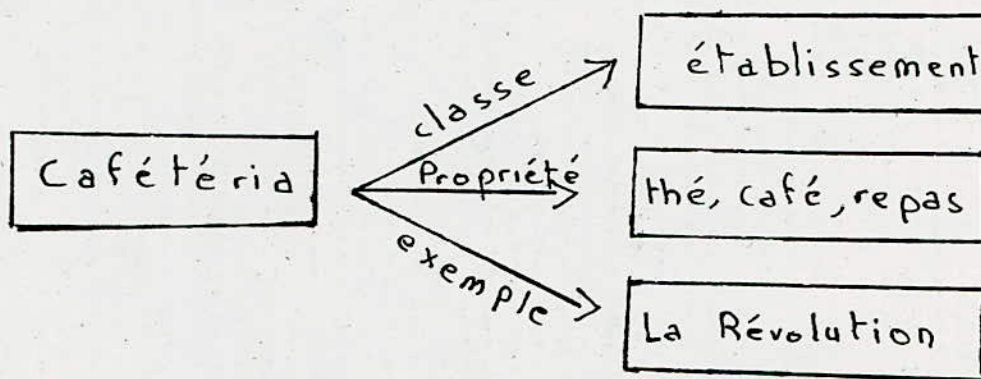 établissement
classe
Cafétéria
Propriété
thé, café, repas
exemple
La Révolution